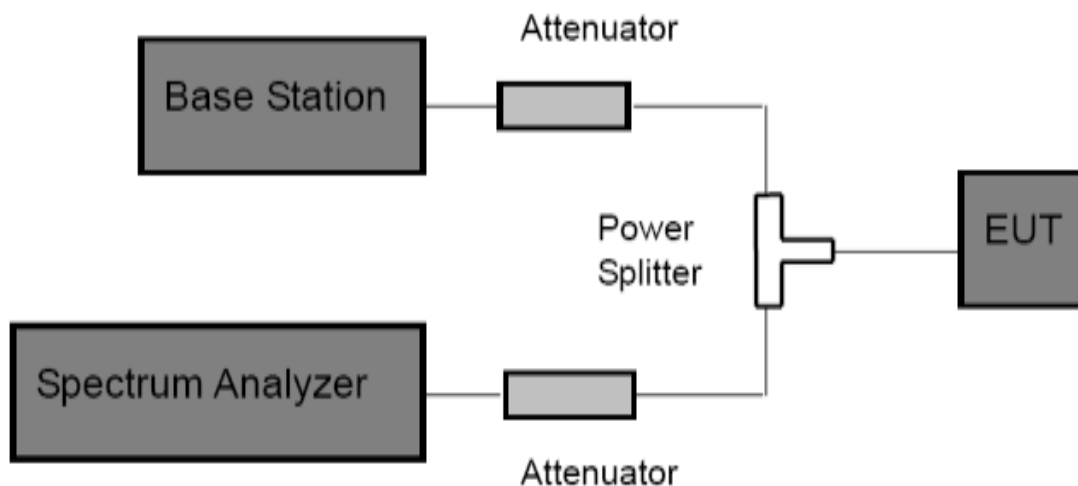 Attenuator
Base Station
Power
Splitter
EUT
Spectrum Analyzer
Attenuator